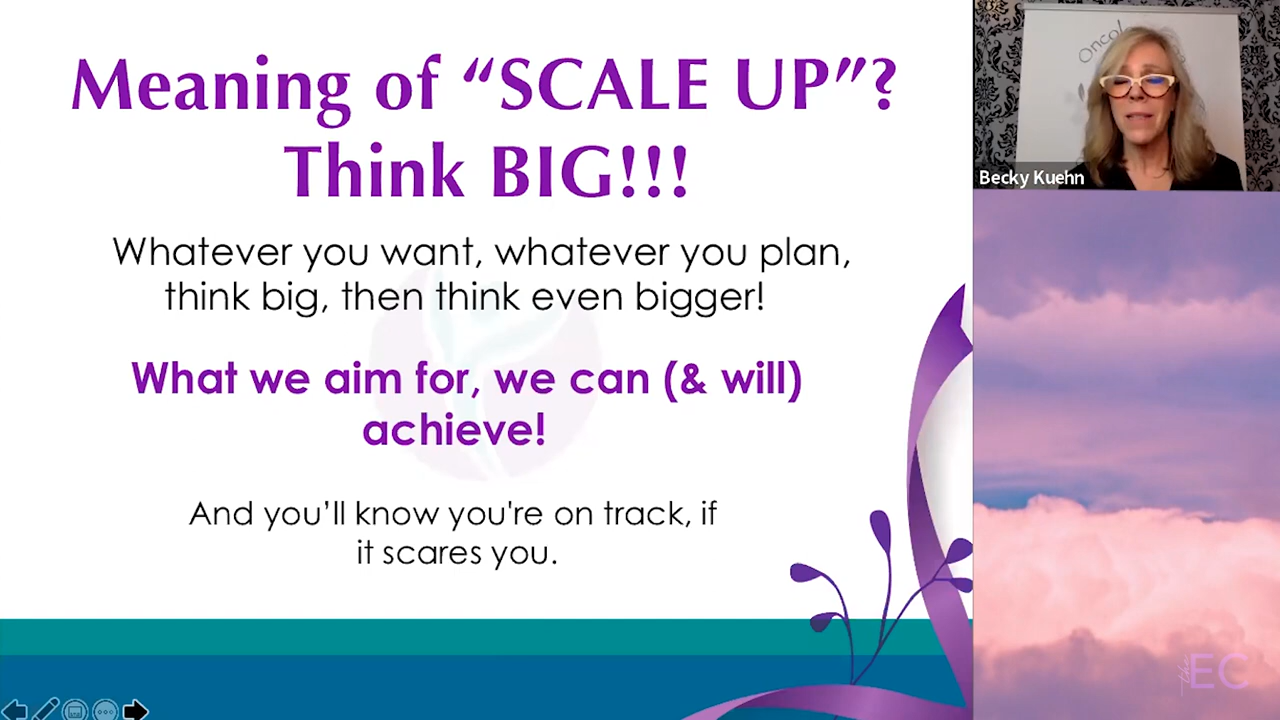 Meaning of “SCALE UP”?
Think BIG!!!
Whatever you want, whatever you plan,
think big, then think even bigger!
What we aim for, we can (& will)
achieve!
And you’ll know you're on track, if
it scares you.
Becky Kuehn
the EC